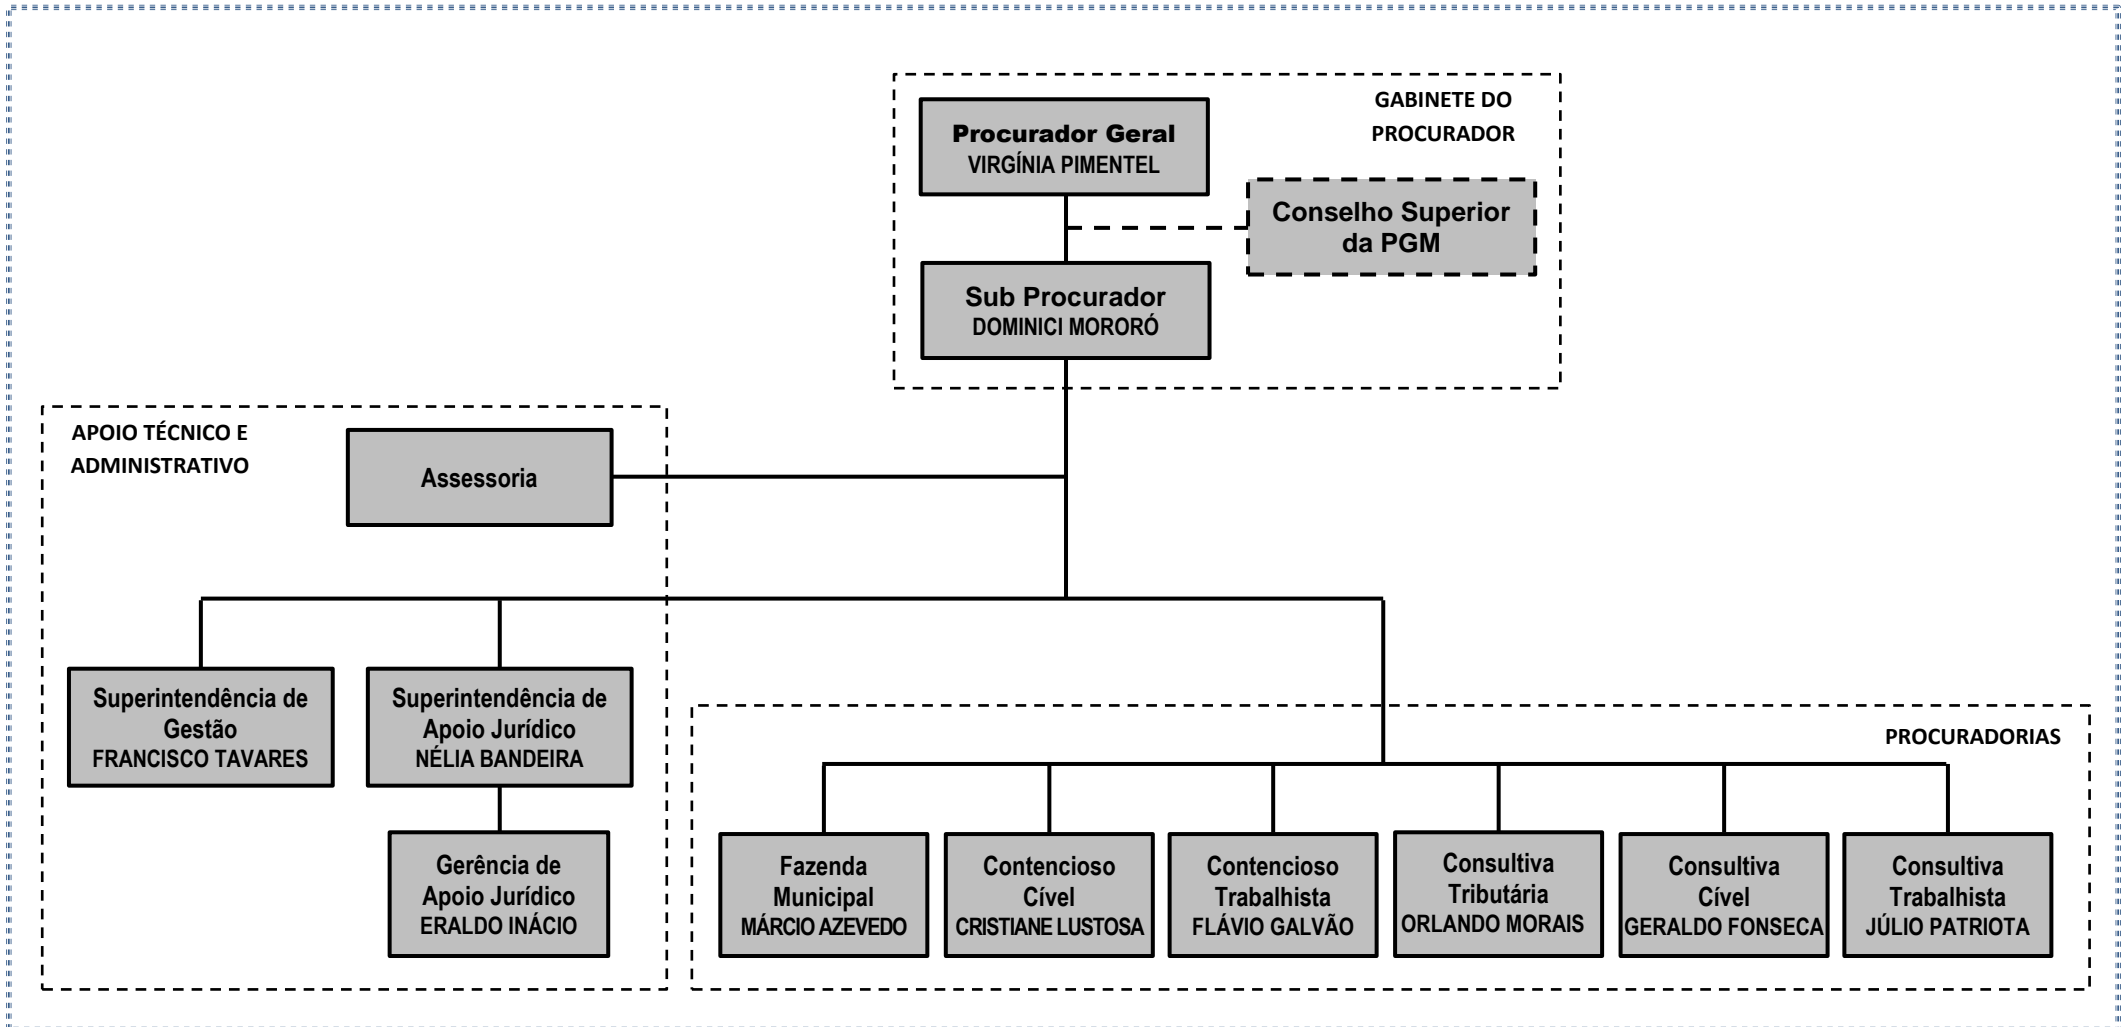 GABINETE DO
PROCURADOR
Procurador Geral
VIRGÍNIA PIMENTEL
Conselho Superior
da PGM
Sub Procurador
DOMINICI MORORÓ
APOIO TÉCNICO E
ADMINISTRATIVO
Assessoria
Superintendência de
Gestão
FRANCISCO TAVARES
Superintendência de
Apoio Jurídico
NÉLIA BANDEIRA
Gerência de
Apoio Jurídico
ERALDO INÁCIO
PROCURADORIAS
Fazenda
Municipal
MÁRCIO AZEVEDO
Contencioso
Cível
CRISTIANE LUSTOSA
Contencioso
Trabalhista
FLÁVIO GALVÃO
Consultiva
Tributária
ORLANDO MORAIS
Consultiva
Cível
GERALDO FONSECA
Consultiva
Trabalhista
JÚLIO PATRIOTA